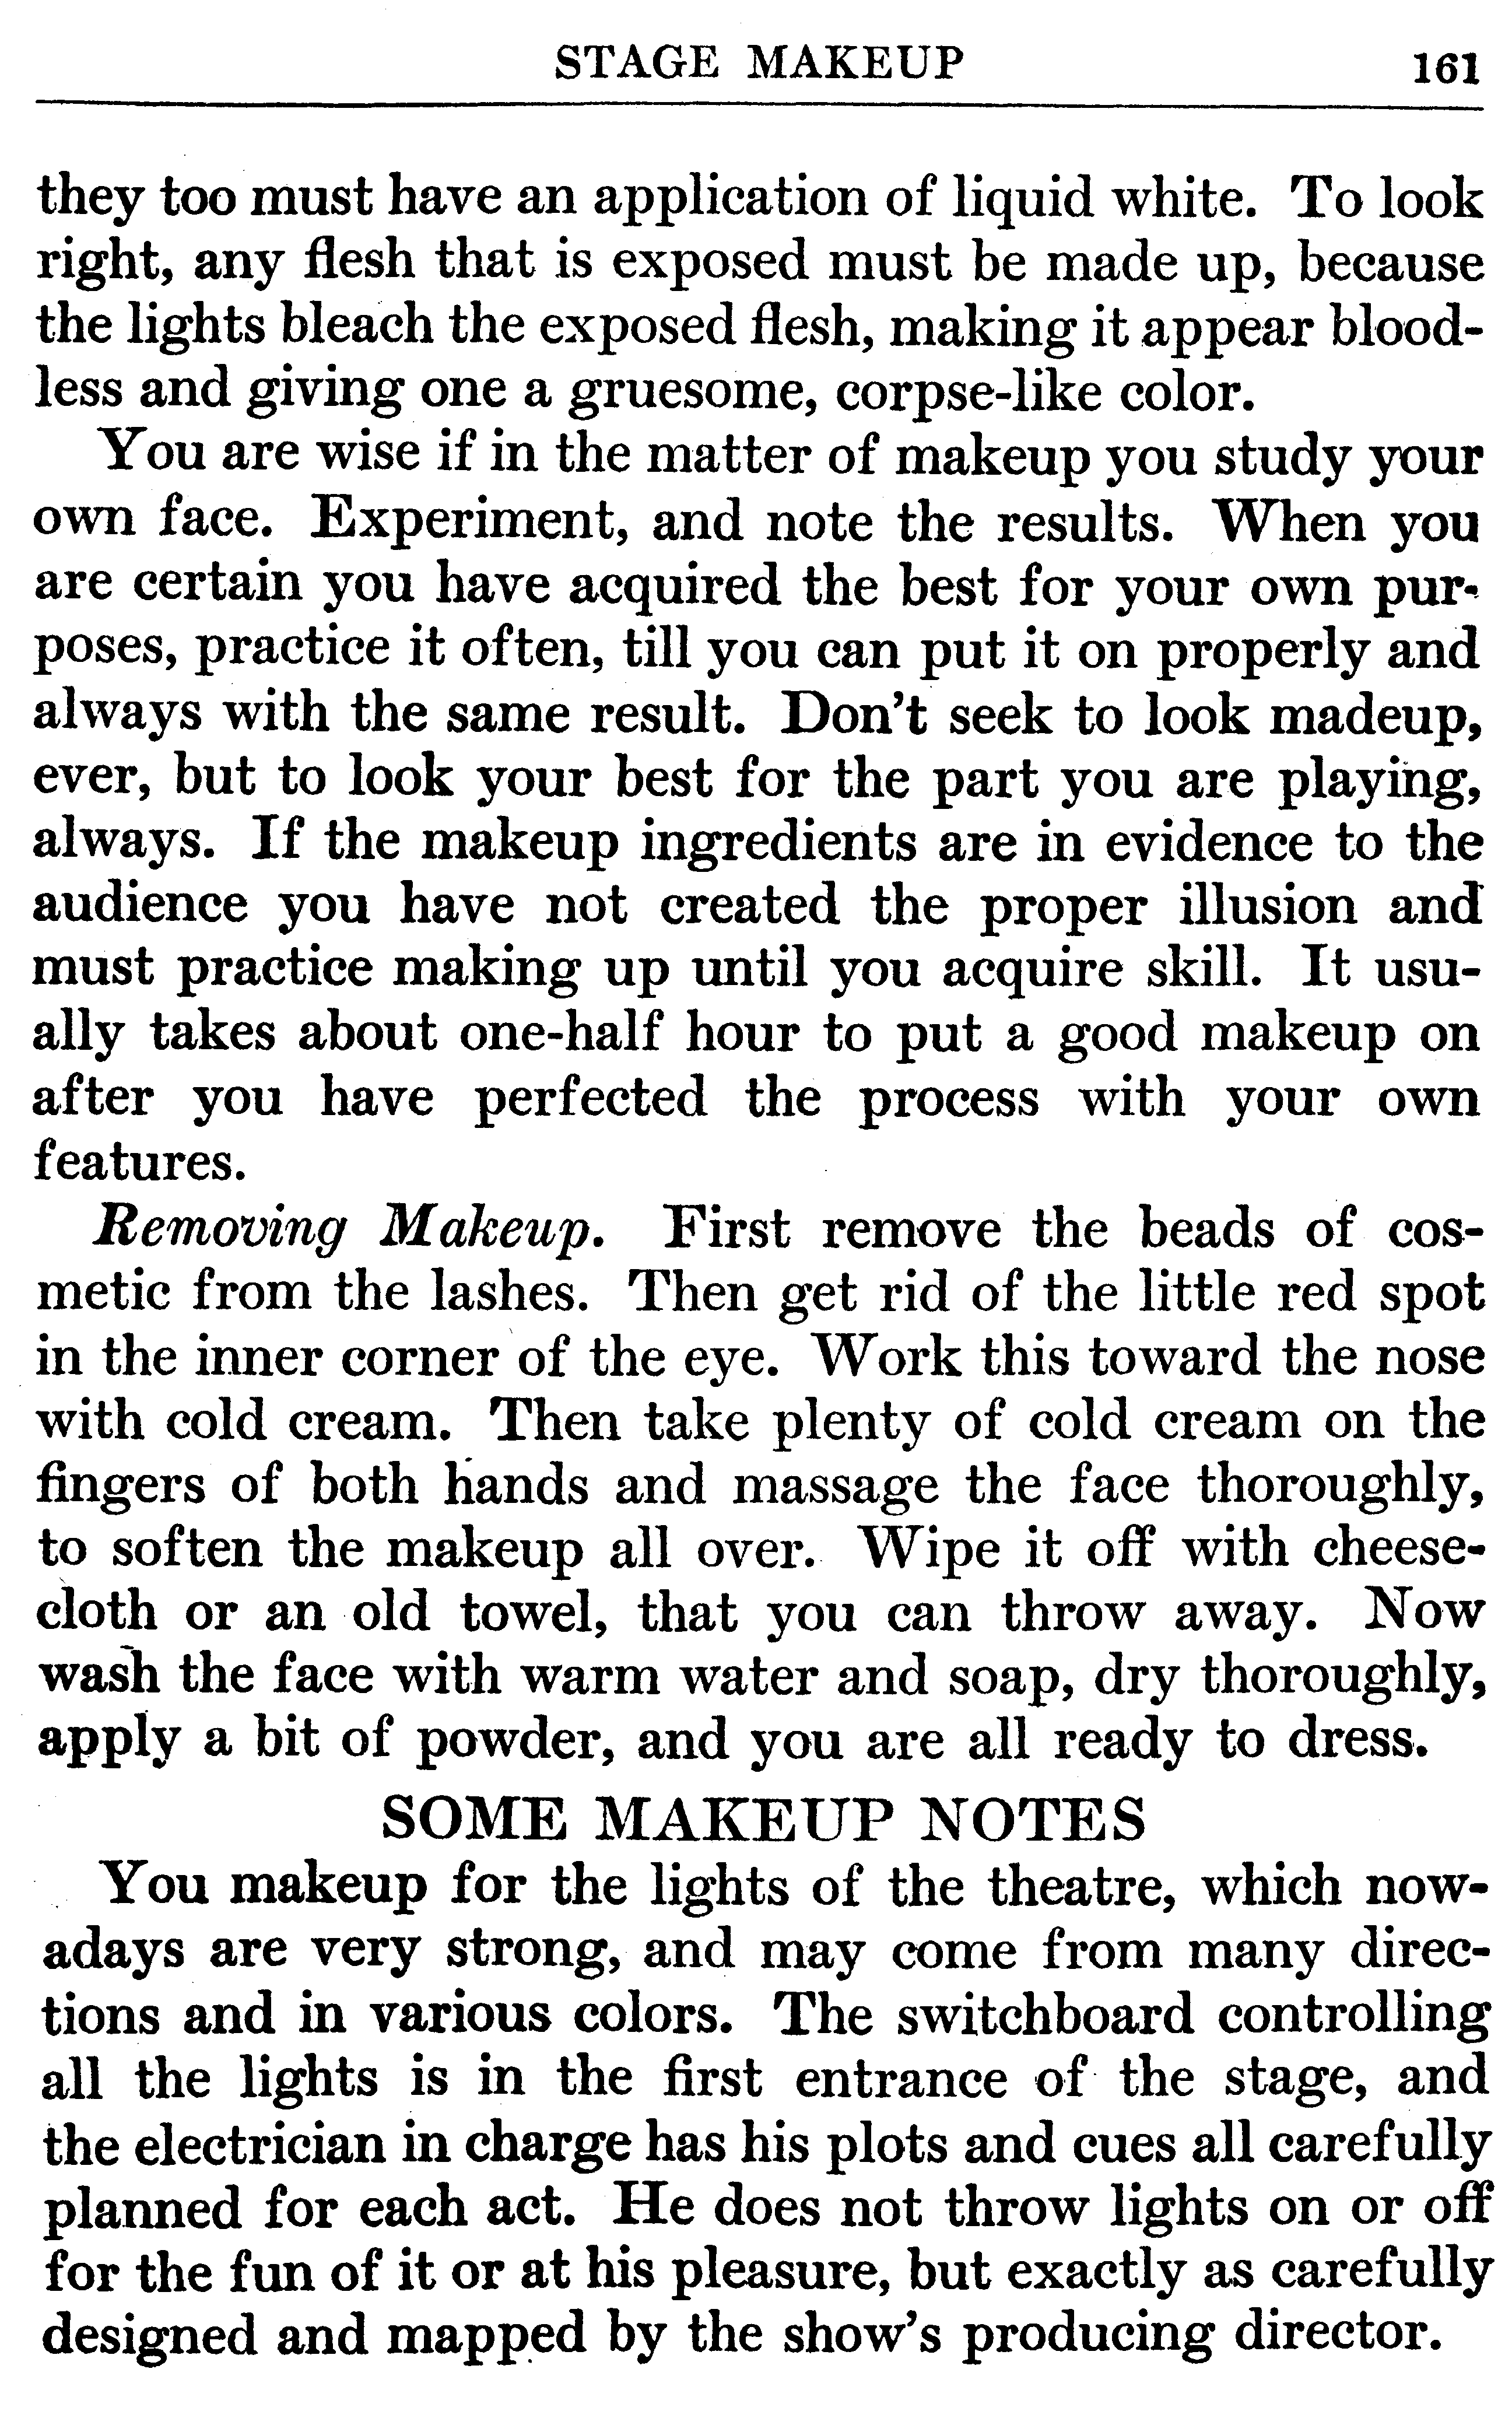 STAGE MAKEUP 161
they too must have an application of liquid white. To look
right, any flesh that is exposed must be made up, because
the lights bleach the exposed flesh, making it appear blood-
less and giving one a gruesome, corpse-like color.
You are wise if in the matter of makeup you study your
own face. Experiment, and note the results. When you
are certain you have acquired the best for your own pur-
poses, practice it often, till you can put it on properly and
always with the same result. Don't seek to look madeup,
ever, but to look your best for the part you are playing,
always. If the makeup ingredients are in evidence to the
audience you have not created the proper illusion and
must practice making up until you acquire skill. It usu-
ally takes about one-half hour to put a good makeup on
after you have perfected the process with your own
features.
Removing Makeup. First remove the beads of cos-
metic from the lashes. Then get rid of the little red spot
in the inner corner of the eye. Work this toward the nose
with cold cream. Then take plenty of cold cream on the
fingers of both hands and massage the face thoroughly,
to soften the makeup all over. Wipe it off with cheese-
cloth or an old towel, that you can throw away. Now
wash the face with warm water and soap, dry thoroughly,
apply a bit of powder, and you are all ready to dress.
SOME MAKEUP NOTES
You makeup for the lights of the theatre, which now-
adays are very strong, and may come from many direc-
tions and in various colors. The switchboard controlling
all the lights is in the first entrance of the stage, and
the electrician in charge has his plots and cues all carefully
planned for each act. He does not throw lights on or off
for the fun of it or at his pleasure, but exactly as carefully
designed and mapped by the show's producing director.